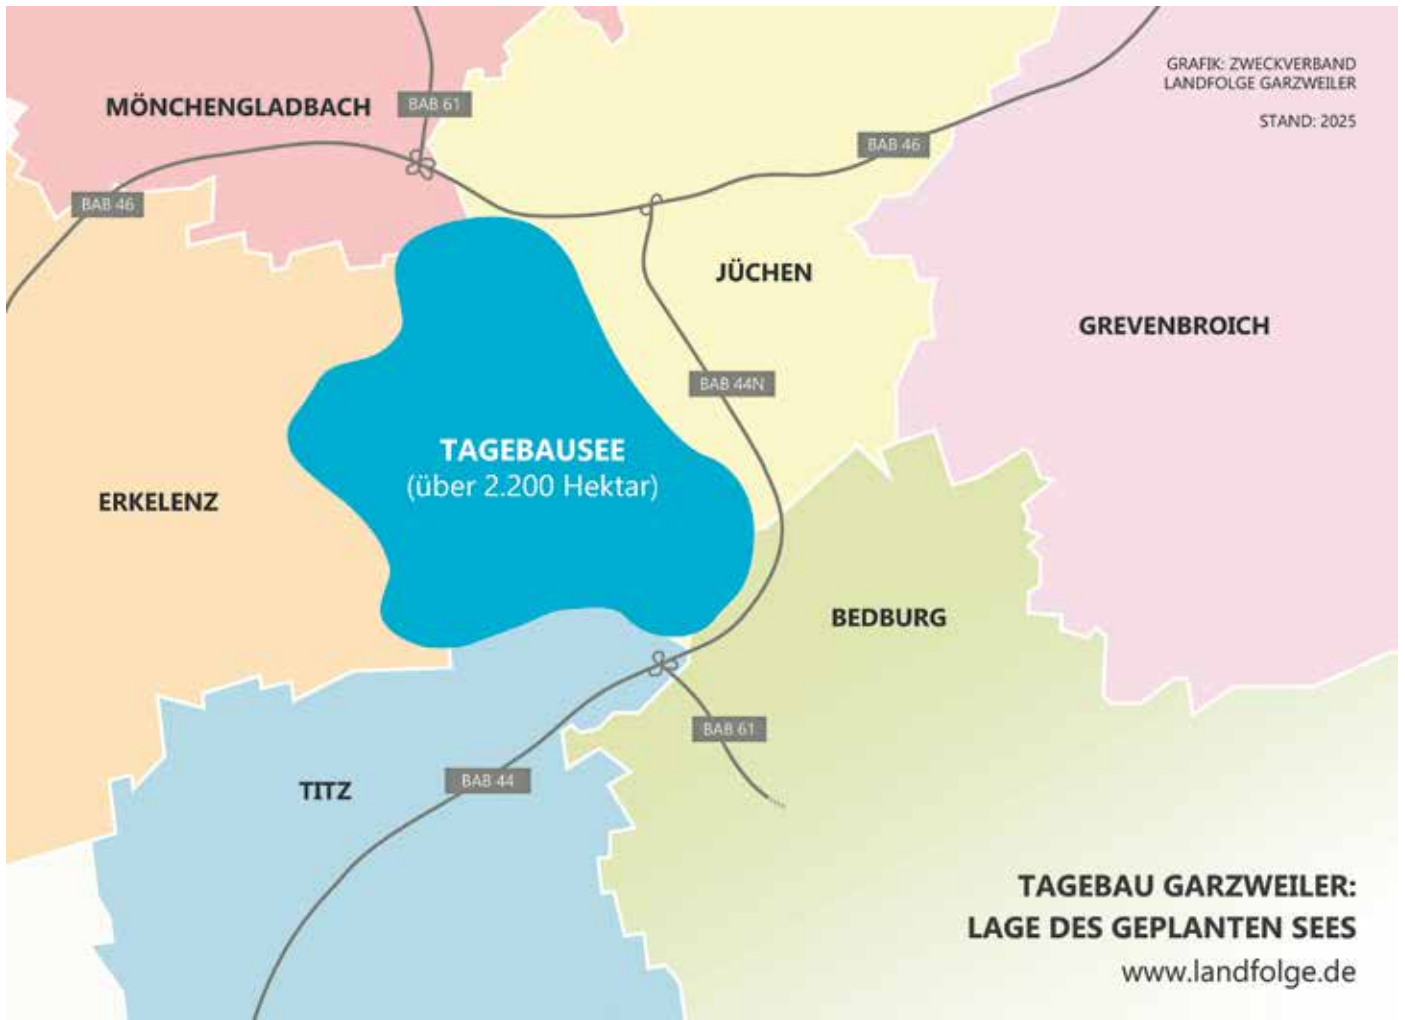 GRAFIK: ZWECKVERBAND
LANDFOLGE GARZWEILER
STAND: 2025
MÖNCHENGLADBACH
BAB 61
BAB 46
BAB 46
JÜCHEN
GREVENBROICH
BAB 44N
TAGEBAUSEE
(über 2.200 Hektar)
ERKELENZ
BEDBURG
BAB 61
BAB 44
TITZ
TAGEBAU GARZWEILER:
LAGE DES GEPLANTEN SEES
www.landfolge.de